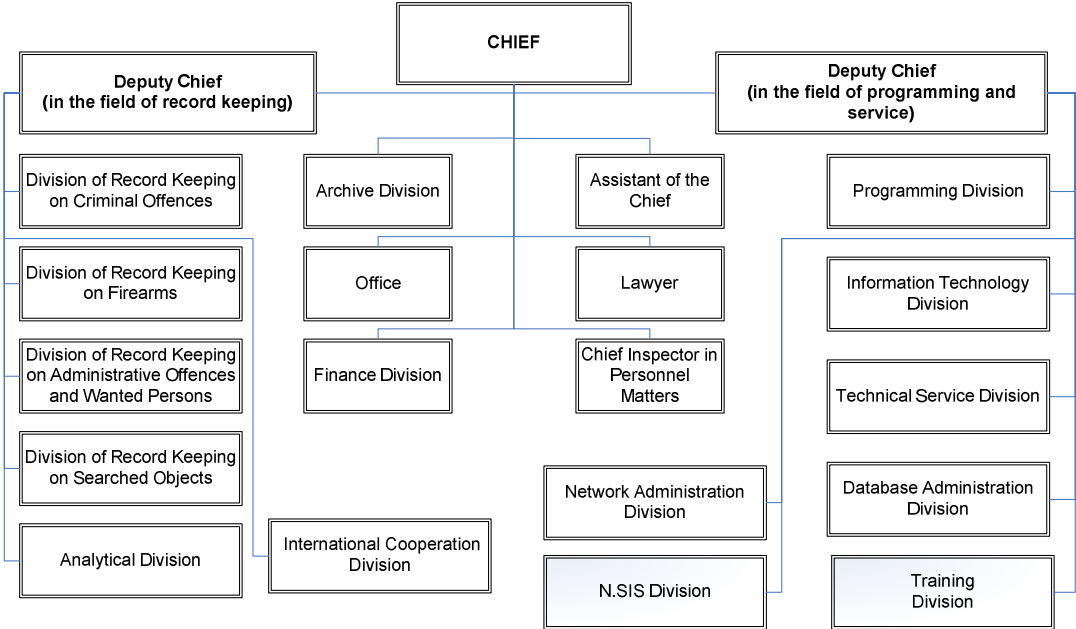 CHIEF
Deputy Chief
(in the field of record keeping)
Deputy Chief
(in the field of programming and
service)
Division of Record Keeping
on Criminal Offences
Archive Division
Assistant of the
Chief
Programming Division
Division of Record Keeping
on Firearms
Office
Lawyer
Information Technology
Division
Division of Record Keeping
on Administrative Offences
and Wanted Persons
Finance Division
Chief Inspector in
Personnel
Matters
Technical Service Division
Division of Record Keeping
on Searched Objects
Network Administration
Division
Database Administration
Division
Analytical Division
International Cooperation
Division
N.SIS Division
Training
Division